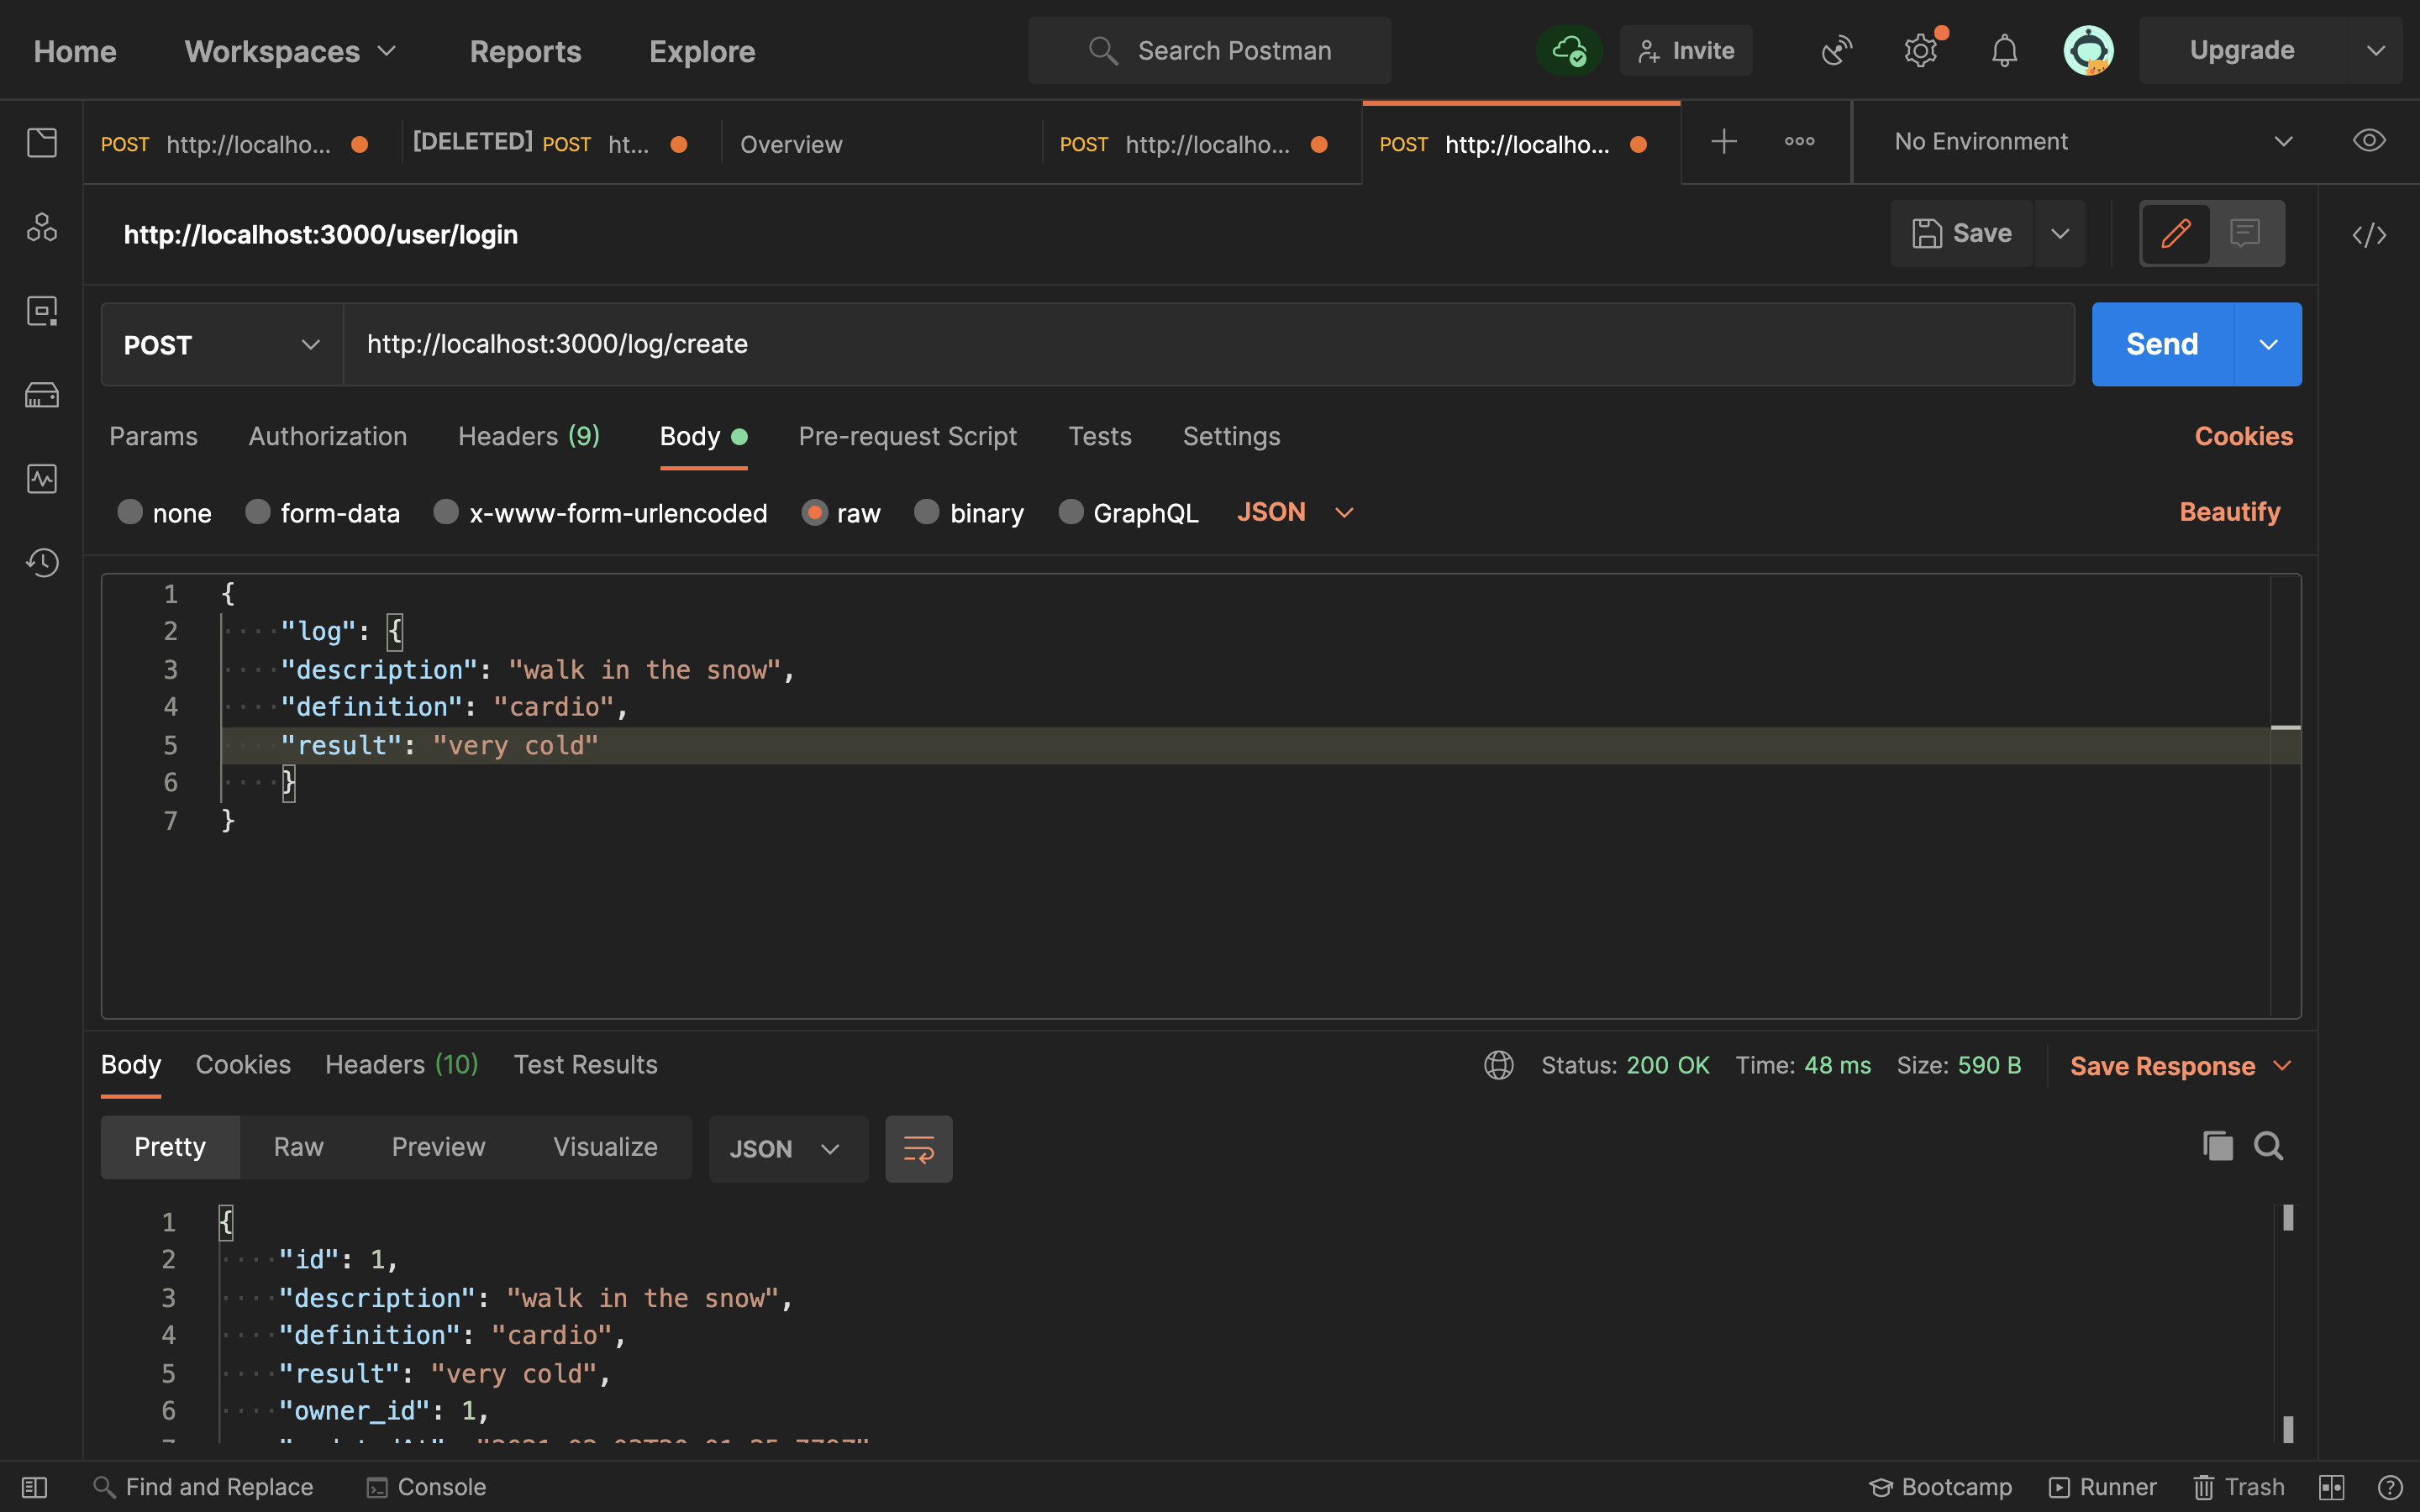 Home Workspaces Reports Explore Search Postman Invite Upgrade
POST http://localho... [DELETED] POST ht... Overview POST http://localho... POST http://localho... No Environment
http://localhost:3000/user/login Save
POST http://localhost:3000/log/create Send
Params Authorization Headers (9) Body Pre-request Script Tests Settings Cookies
none form-data x-www-form-urlencoded raw binary GraphQL JSON Beautify
1 {
2 "log": {
3 "description": "walk in the snow",
4 "definition": "cardio",
5 "result": "very cold"
6 }
7 }
Body Cookies Headers (10) Test Results Status: 200 OK Time: 48 ms Size: 590 B Save Response
Pretty Raw Preview Visualize JSON
1 {
2 "id": 1,
3 "description": "walk in the snow",
4 "definition": "cardio",
5 "result": "very cold",
6 "owner_id": 1,
Find and Replace Console Bootcamp Runner Trash